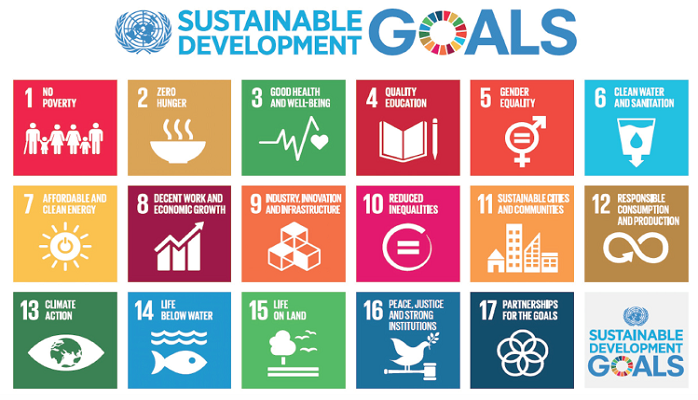 SUSTAINABLE
DEVELOPMENT
GOALS
1 NO
POVERTY
2 ZERO
HUNGER
3 GOOD HEALTH
AND WELL-BEING
4 QUALITY
EDUCATION
5 GENDER
EQUALITY
6 CLEAN WATER
AND SANITATION
7 AFFORDABLE AND
CLEAN ENERGY
8 DECENT WORK AND
ECONOMIC GROWTH
9 INDUSTRY, INNOVATION
AND INFRASTRUCTURE
10 REDUCED
INEQUALITIES
11 SUSTAINABLE CITIES
AND COMMUNITIES
12 RESPONSIBLE
CONSUMPTION
AND PRODUCTION
13 CLIMATE
ACTION
14 LIFE
BELOW WATER
15 LIFE
ON LAND
16 PEACE, JUSTICE
AND STRONG
INSTITUTIONS
17 PARTNERSHIPS
FOR THE GOALS
SUSTAINABLE
DEVELOPMENT
GOALS